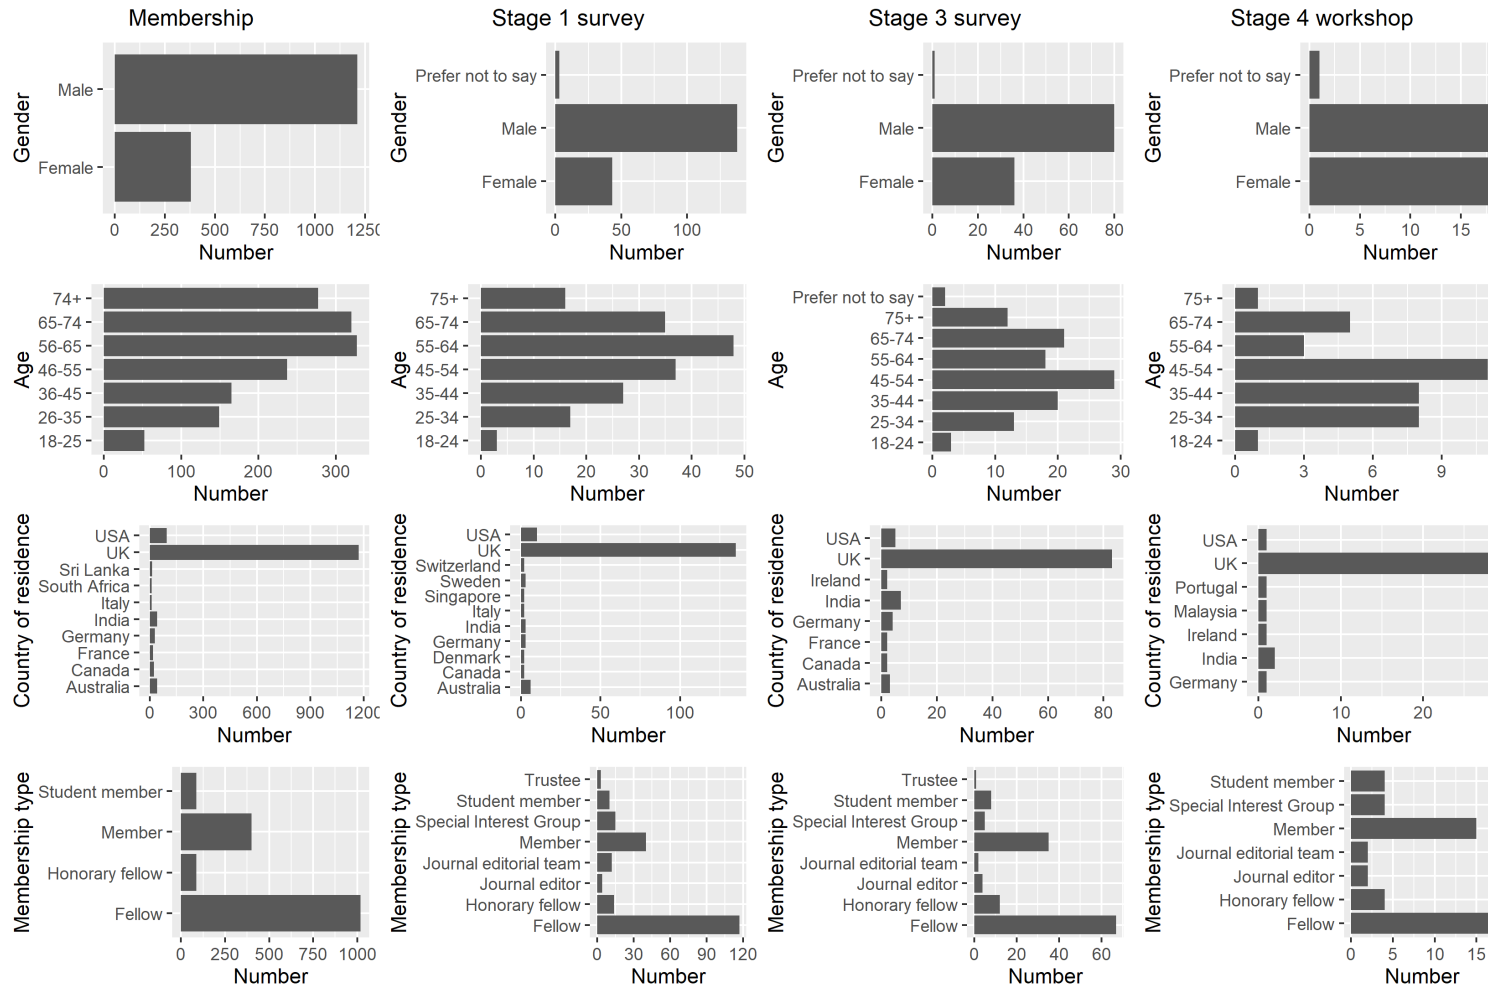 Membership
Stage 1 survey
Stage 3 survey
Stage 4 workshop
Gender
Male
Female
0 250 500 750 1000 1250
Number
Gender
Prefer not to say
Male
Female
0 50 100
Number
Gender
Prefer not to say
Male
Female
0 20 40 60 80
Number
Gender
Prefer not to say
Male
Female
0 5 10 15
Number
Age
74+
65-74
56-65
46-55
36-45
26-35
18-25
0 100 200 300
Number
Age
75+
65-74
55-64
45-54
35-44
25-34
18-24
0 10 20 30 40 50
Number
Age
Prefer not to say
75+
65-74
55-64
45-54
35-44
25-34
18-24
0 10 20 30
Number
Age
75+
65-74
55-64
45-54
35-44
25-34
18-24
0 3 6 9
Number
Country of residence
USA
UK
Sri Lanka
South Africa
Italy
India
Germany
France
Canada
Australia
0 300 600 900 1200
Number
Country of residence
USA
UK
Switzerland
Sweden
Singapore
Italy
India
Germany
Denmark
Canada
Australia
0 50 100
Number
Country of residence
USA
UK
Ireland
India
Germany
France
Canada
Australia
0 20 40 60 80
Number
Country of residence
USA
UK
Portugal
Malaysia
Ireland
India
Germany
0 10 20
Number
Membership type
Student member
Member
Honorary fellow
Fellow
0 250 500 750 1000
Number
Membership type
Trustee
Student member
Special Interest Group
Member
Journal editorial team
Journal editor
Honorary fellow
Fellow
0 30 60 90 120
Number
Membership type
Trustee
Student member
Special Interest Group
Member
Journal editorial team
Journal editor
Honorary fellow
Fellow
0 20 40 60
Number
Membership type
Student member
Special Interest Group
Member
Journal editorial team
Journal editor
Honorary fellow
Fellow
0 5 10 15
Number